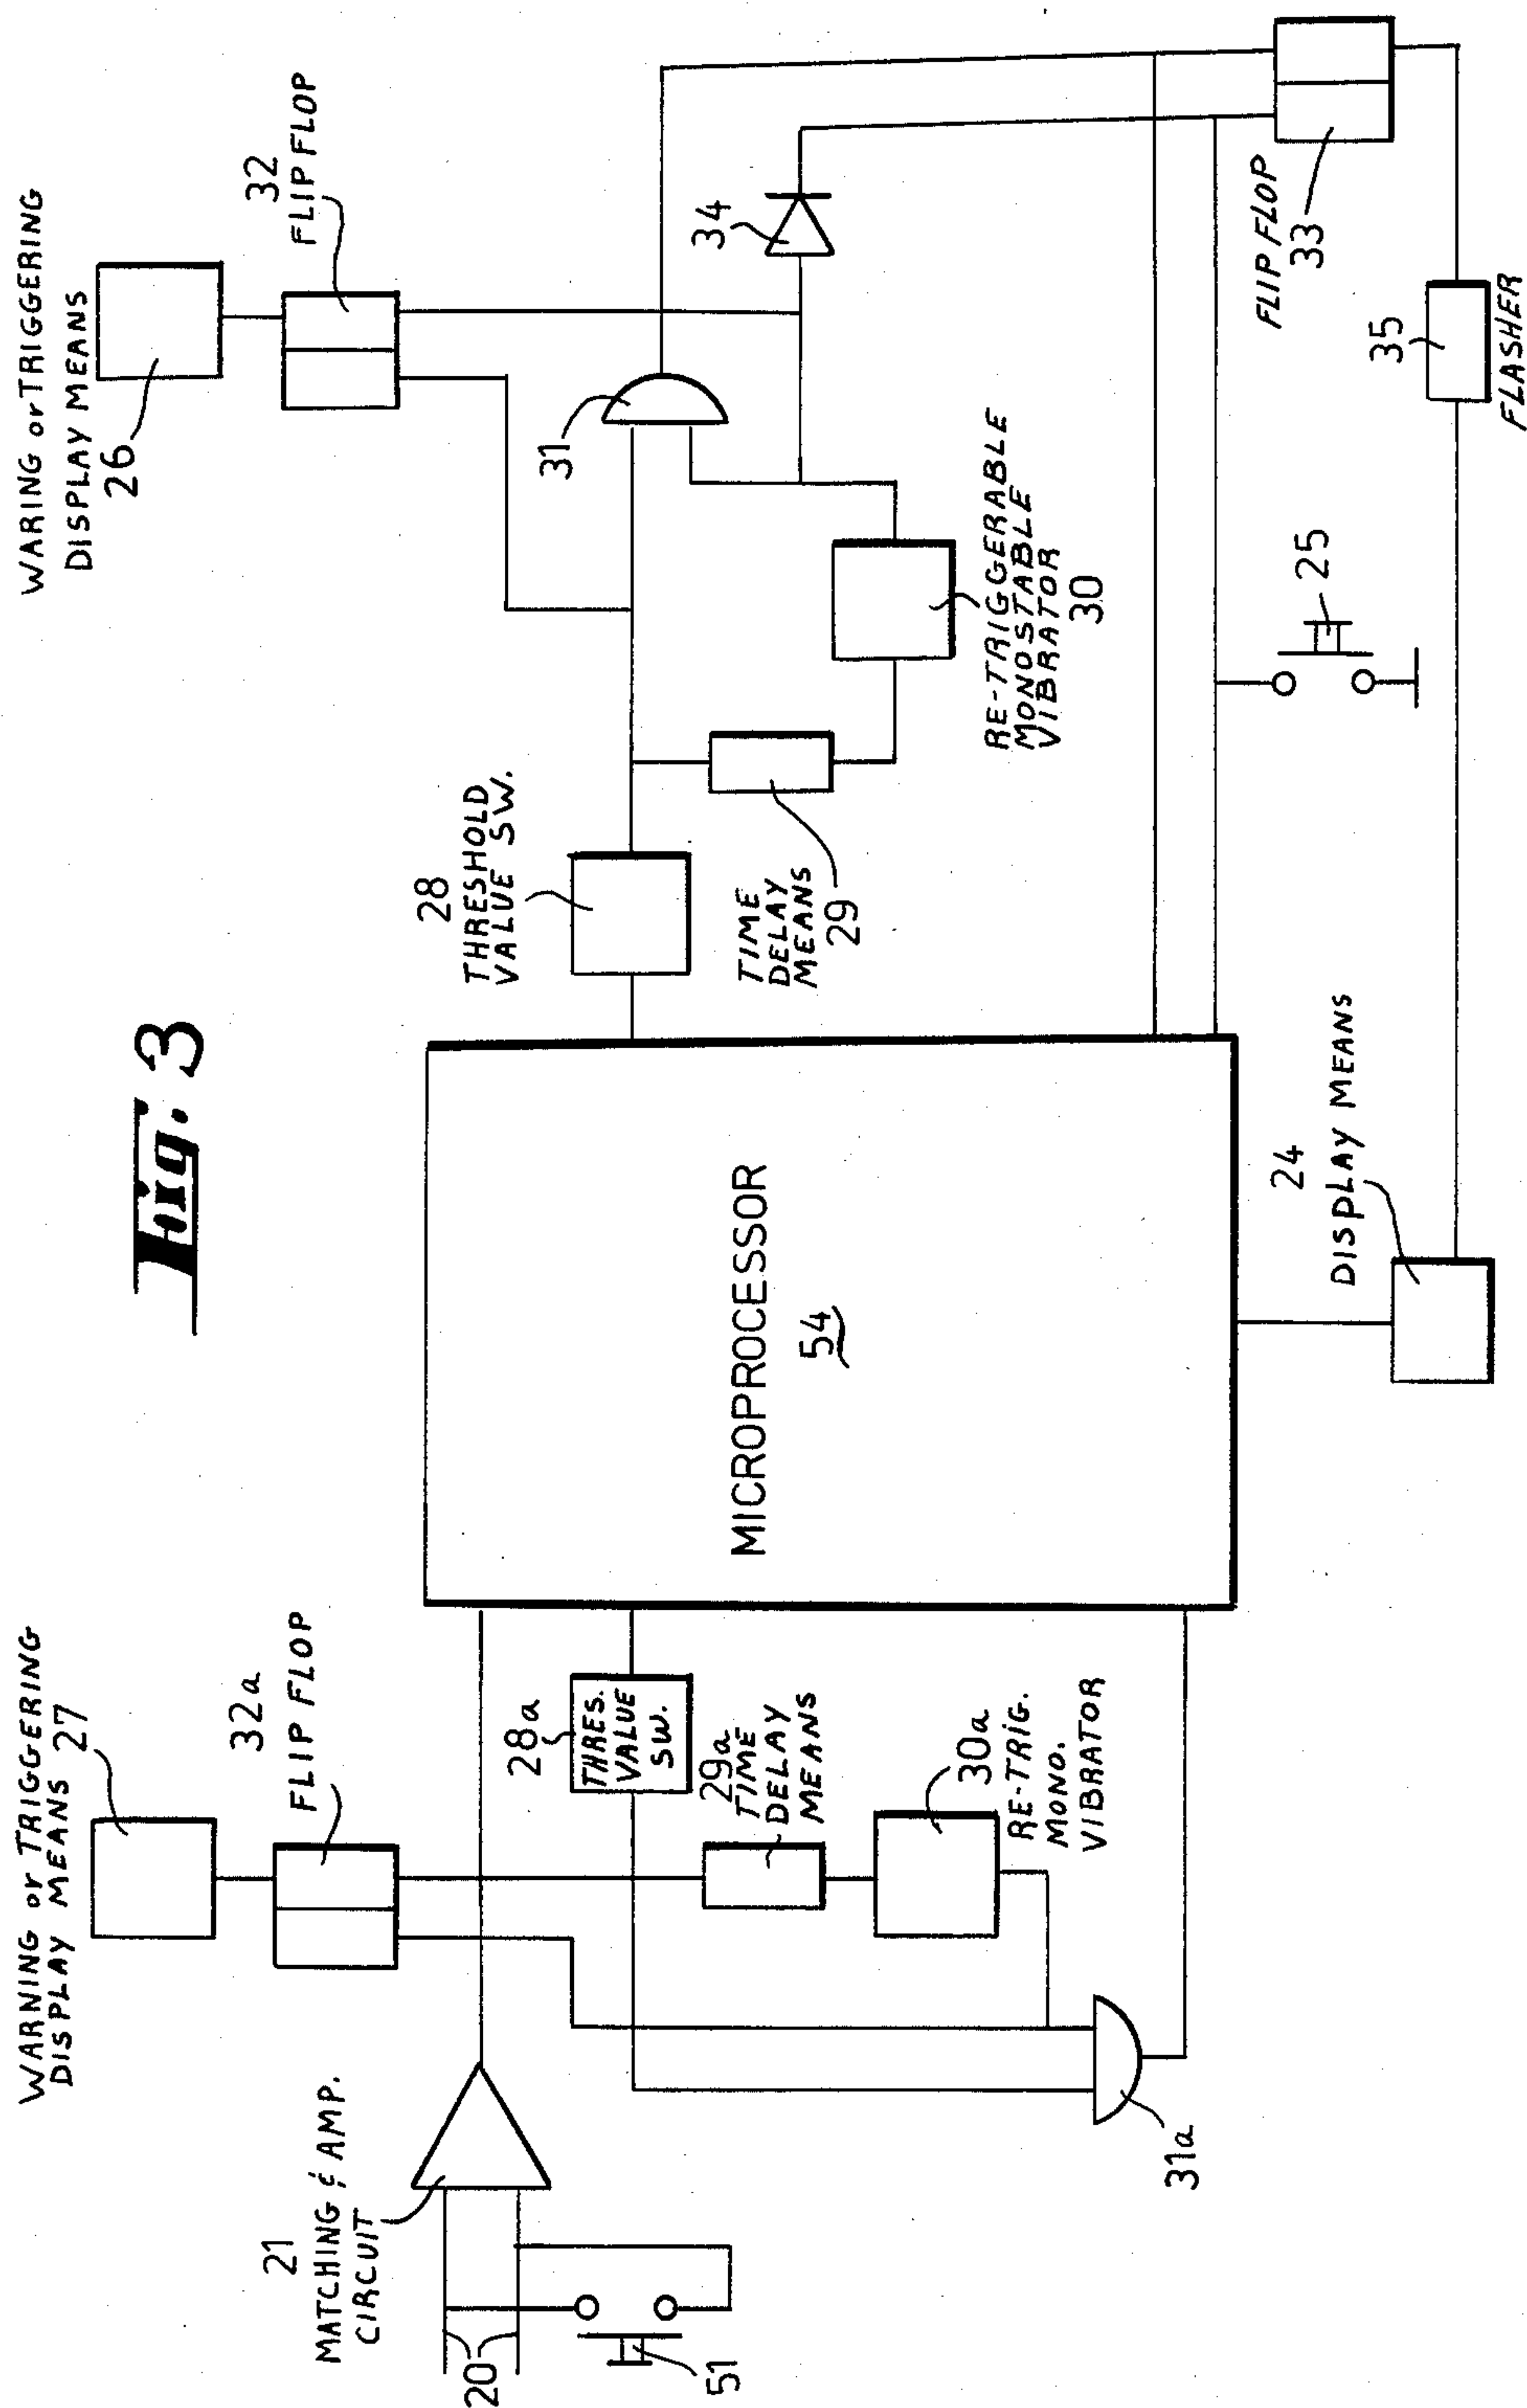 Fig. 3
WARNING or TRIGGERING
DISPLAY MEANS 27
32a
FLIP FLOP
WARING or TRIGGERING
DISPLAY MEANS
26
32
FLIP FLOP
21
MATCHING & AMP.
CIRCUIT
20
51
28a
THRES.
VALUE
SW.
29a
TIME
DELAY
MEANS
30a
RE-TRIG.
MONO.
VIBRATOR
31a
MICROPROCESSOR
54
28
THRESHOLD
VALUE SW.
TIME
DELAY
MEANS
29
31
34
RE-TRIGGERABLE
MONOSTABLE
VIBRATOR
30
25
24
DISPLAY MEANS
FLIP FLOP
33
35
FLASHER